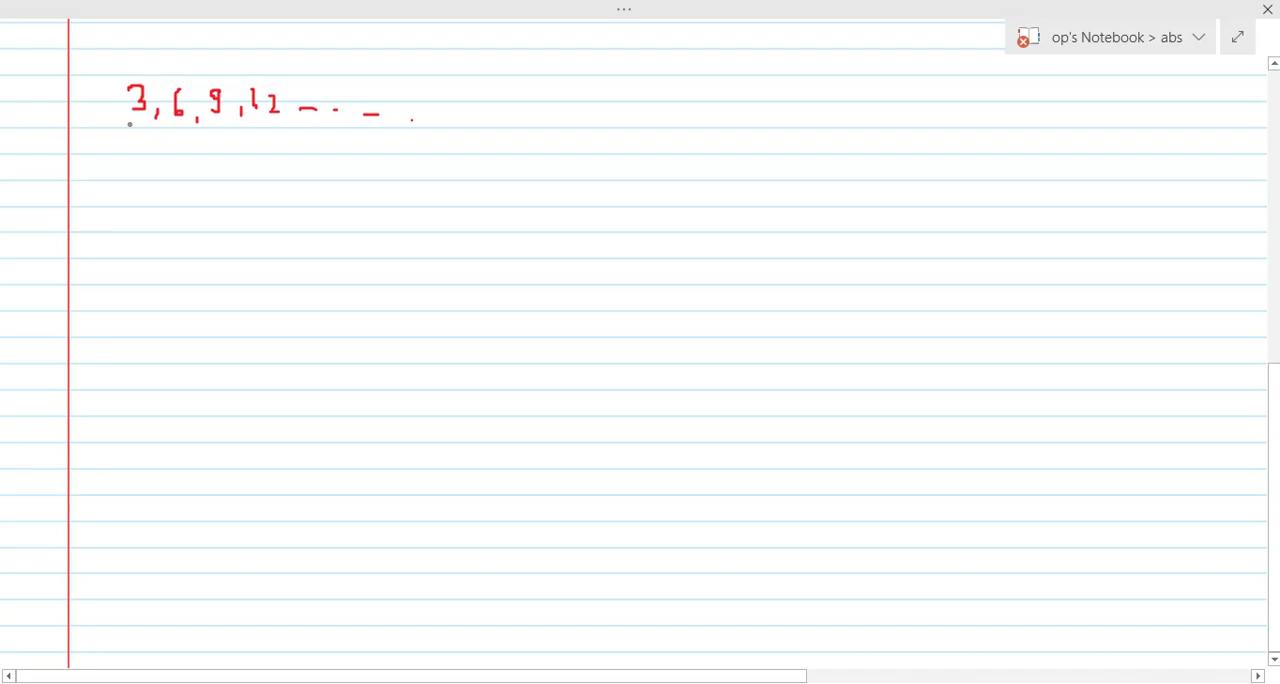 op's Notebook > abs
3, 6, 9, 12 - . - .